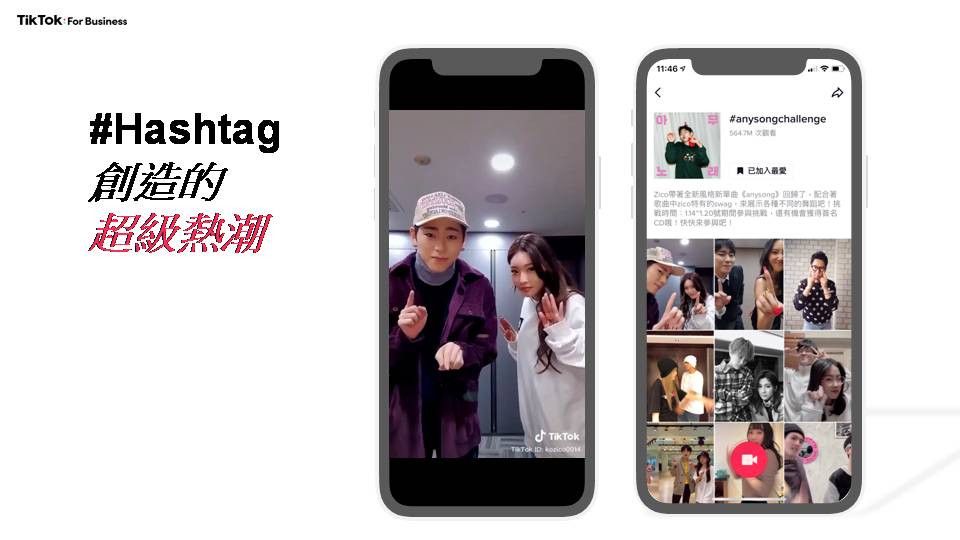 TikTok For Business
#Hashtag
創造的
超級熱潮
TikTok
TikTok ID: kozico0914
11:46
#anysongchallenge
564.7M 次觀看
已加入最愛
아무
노래
Zico帶著全新風格新單曲《anysong》回歸了，配合著
歌曲中zico特有的swag，來展示各種不同的舞蹈吧！挑
戰時間：1.14~1.20號期間參與挑戰，還有機會獲得簽名
CD哦！快快來參與吧！